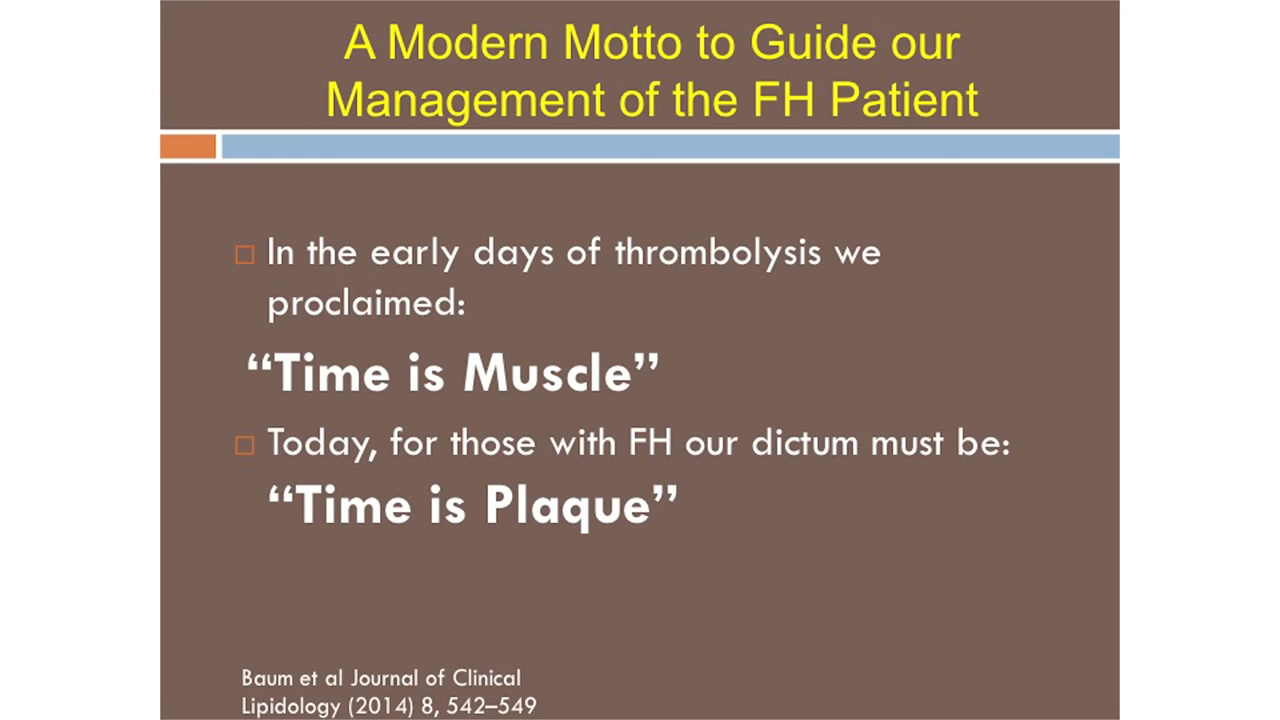 A Modern Motto to Guide our
Management of the FH Patient
In the early days of thrombolysis we
proclaimed:
“Time is Muscle”
Today, for those with FH our dictum must be:
“Time is Plaque”
Baum et al Journal of Clinical
Lipidology (2014) 8, 542–549